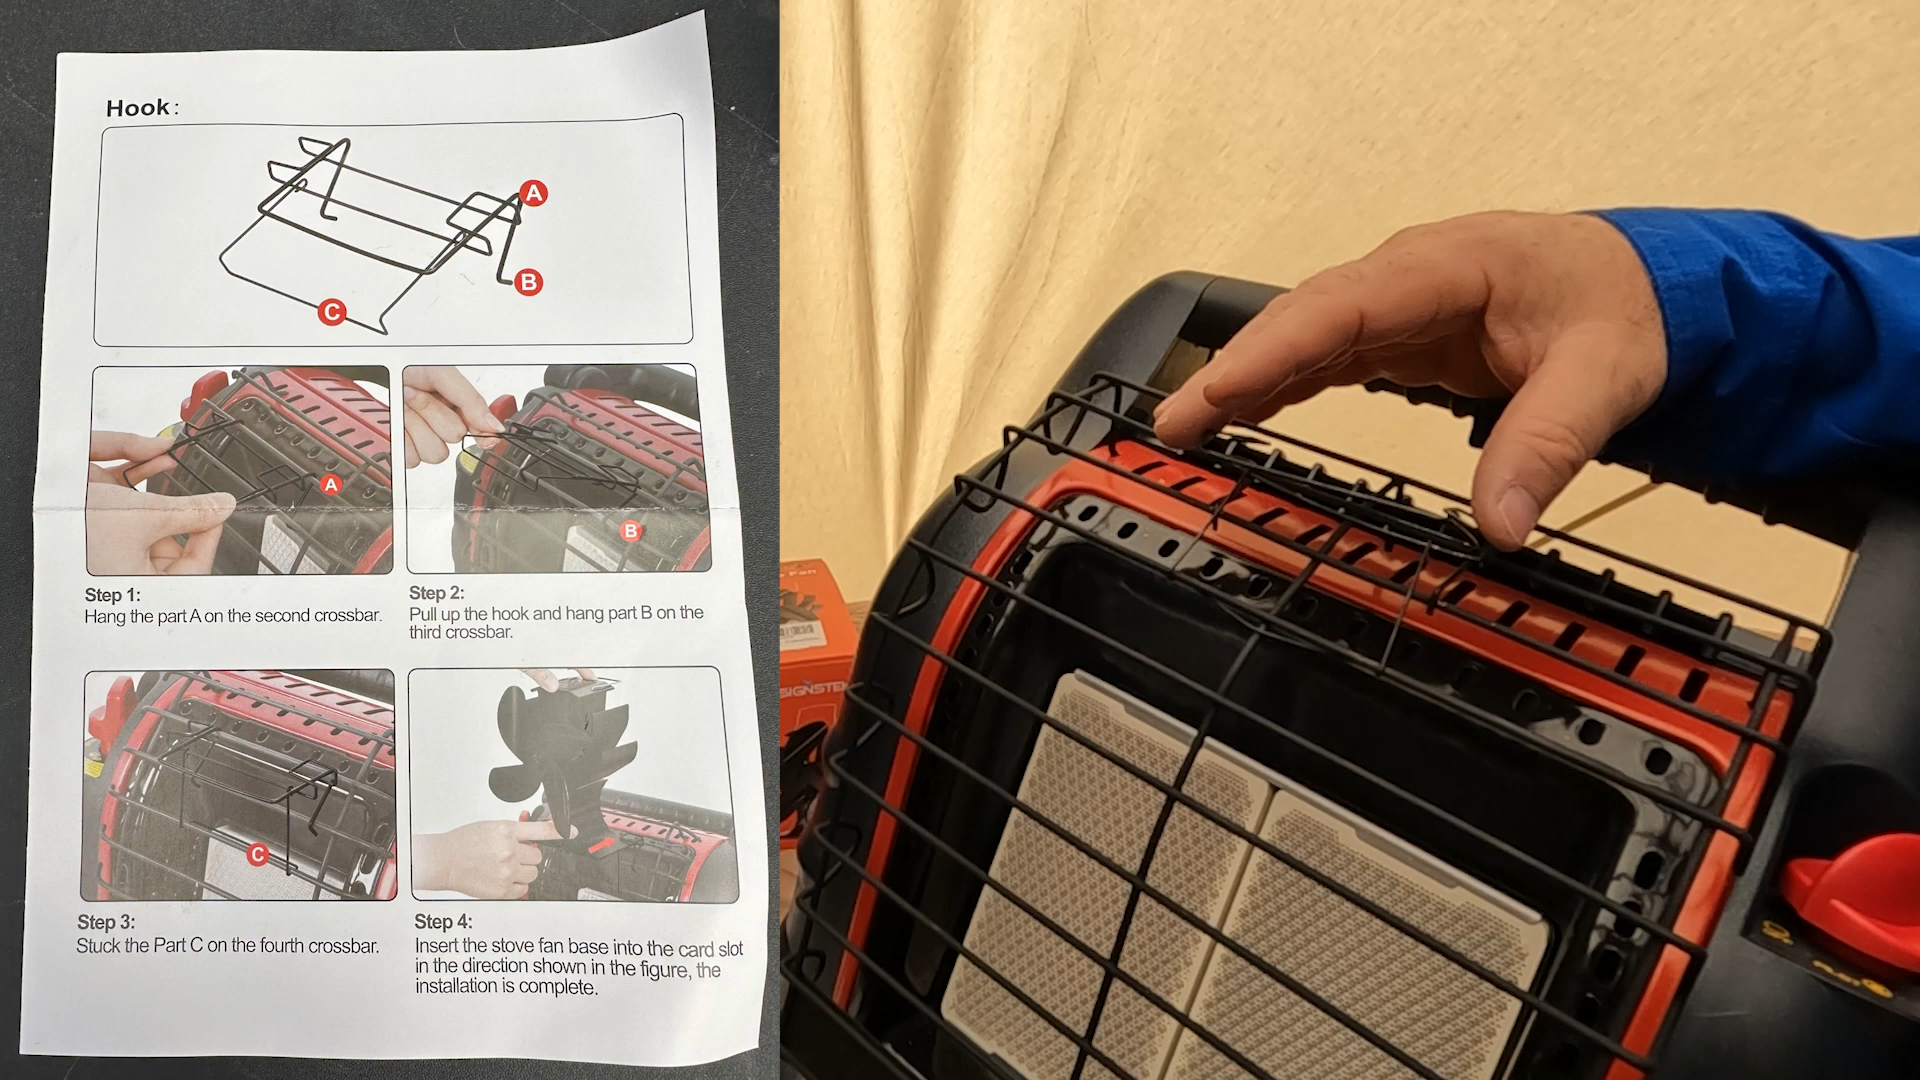 Hook:
A
B
C
A
B
Step 1:
Hang the part A on the second crossbar.
Step 2:
Pull up the hook and hang part B on the
third crossbar.
C
Step 3:
Stuck the Part C on the fourth crossbar.
Step 4:
Insert the stove fan base into the card slot
in the direction shown in the figure, the
installation is complete.
Fan